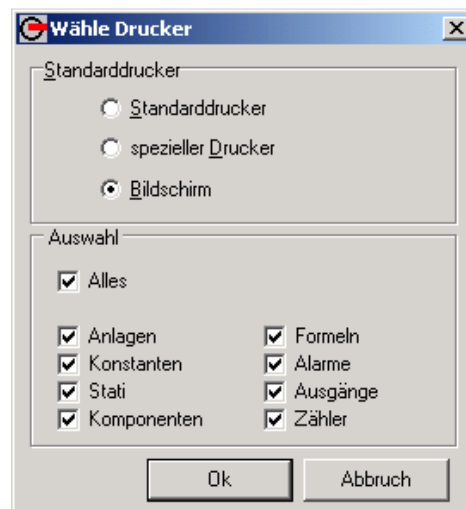 Wähle Drucker
Standarddrucker
Standarddrucker
spezieller Drucker
Bildschirm
Auswahl
Alles
Anlagen Formeln
Konstanten Alarme
Stati Ausgänge
Komponenten Zähler
Ok Abbruch